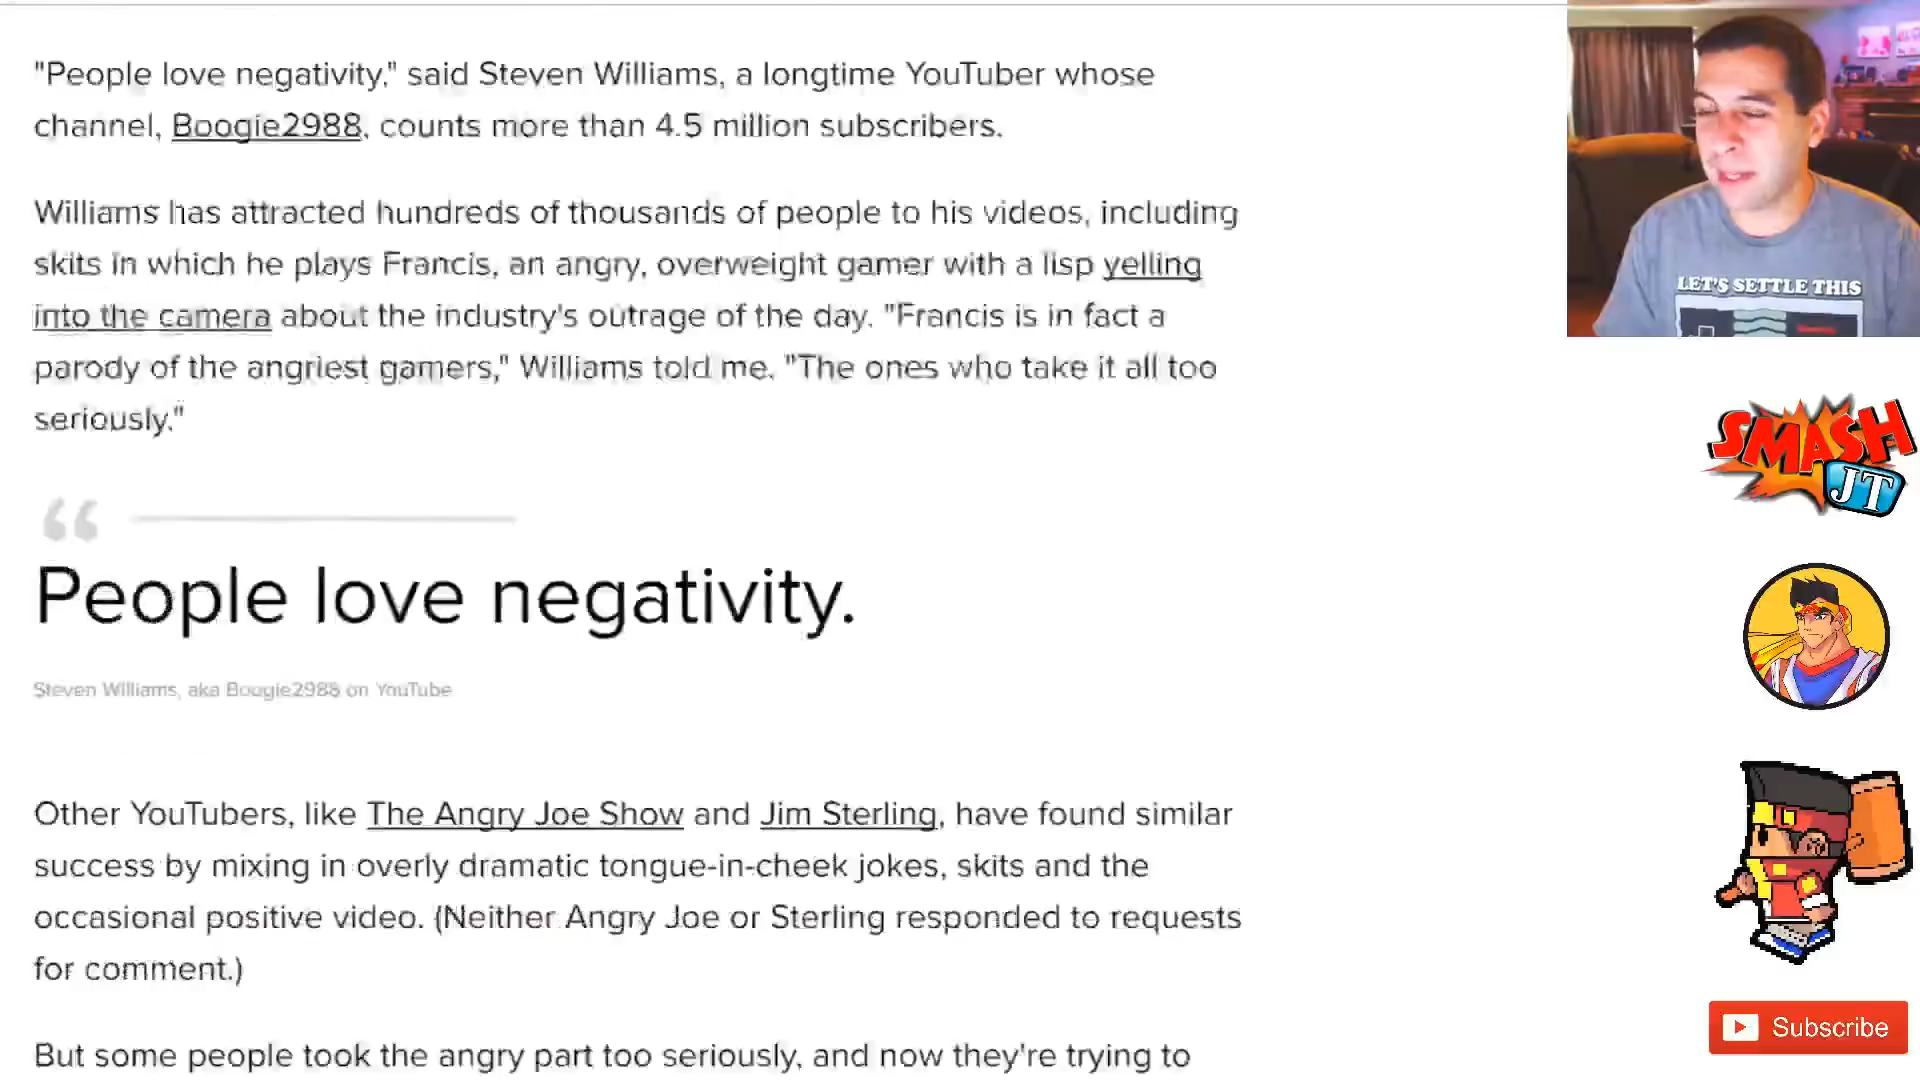 "People love negativity," said Steven Williams, a longtime YouTuber whose
channel, Boogie2988, counts more than 4.5 million subscribers.
Williams has attracted hundreds of thousands of people to his videos, including
skits in which he plays Francis, an angry, overweight gamer with a lisp yelling
into the camera about the industry's outrage of the day. "Francis is in fact a
parody of the angriest gamers," Williams told me. "The ones who take it all too
seriously."
“
People love negativity.
Steven Williams, aka Boogie2988 on YouTube
Other YouTubers, like The Angry Joe Show and Jim Sterling, have found similar
success by mixing in overly dramatic tongue-in-cheek jokes, skits and the
occasional positive video. (Neither Angry Joe or Sterling responded to requests
for comment.)
But some people took the angry part too seriously, and now they're trying to
LET'S SETTLE THIS
SMASH
JT
Subscribe